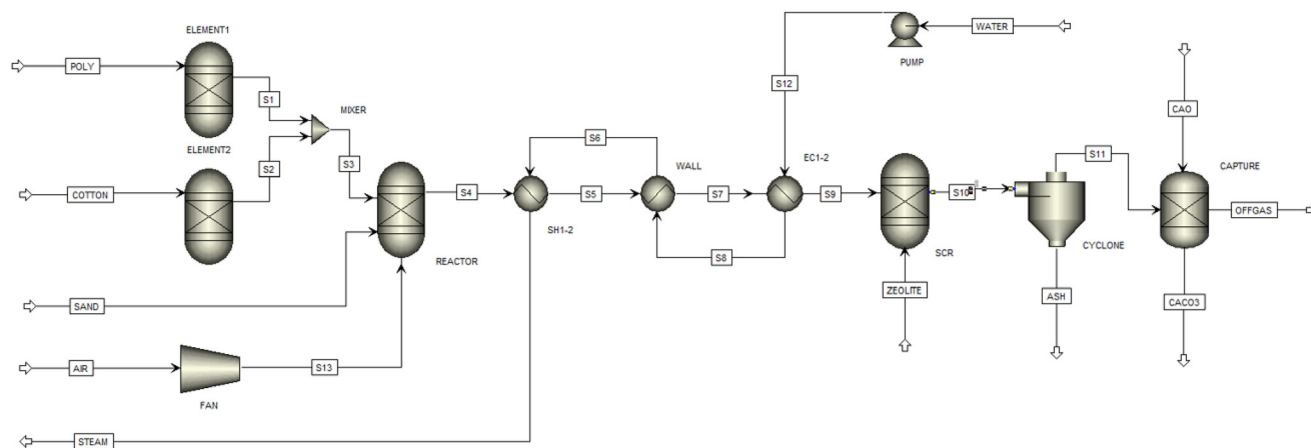 ELEMENT1
POLY
S1
MIXER
ELEMENT2
S2
S3
COTTON
REACTOR
SAND
AIR
FAN
S13
STEAM
S4
SH1-2
S6
S5
WALL
S7
S8
S12
EC1-2
PUMP
WATER
S9
SCR
ZEOLITE
S10
CYCLONE
ASH
S11
CAO
CAPTURE
OFFGAS
CACO3